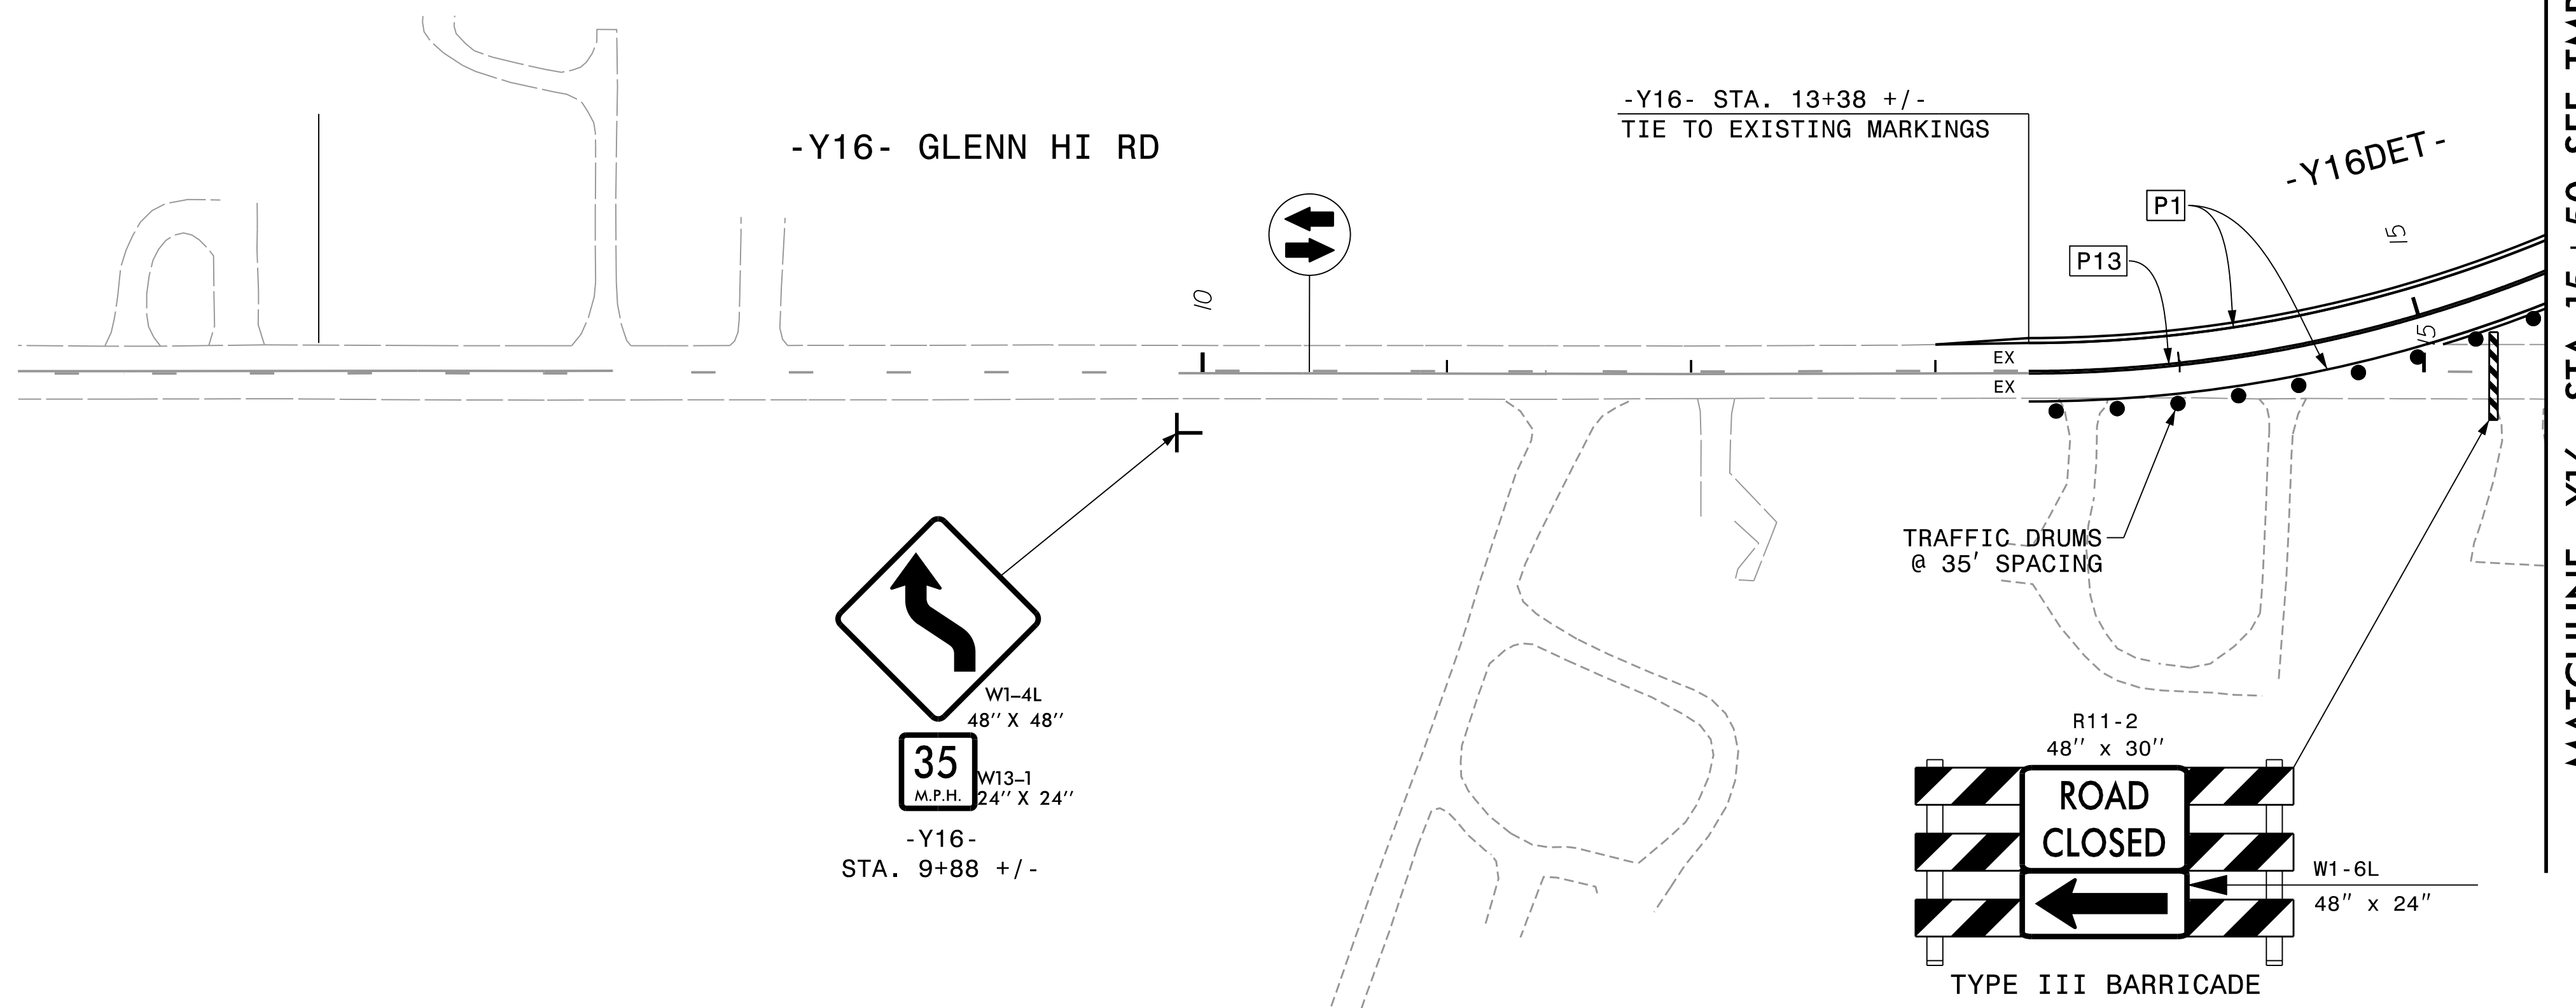 -Y16- STA. 13+38 +/-
TIE TO EXISTING MARKINGS
-Y16- GLENN HI RD
-Y16DET-
P1
P13
15
10
15
EX
EX
TRAFFIC DRUMS
@ 35' SPACING
W1-4L
48" X 48"
35
M.P.H.
W13-1
24" X 24"
-Y16-
STA. 9+88 +/-
R11-2
48" x 30"
ROAD
CLOSED
W1-6L
48" x 24"
TYPE III BARRICADE